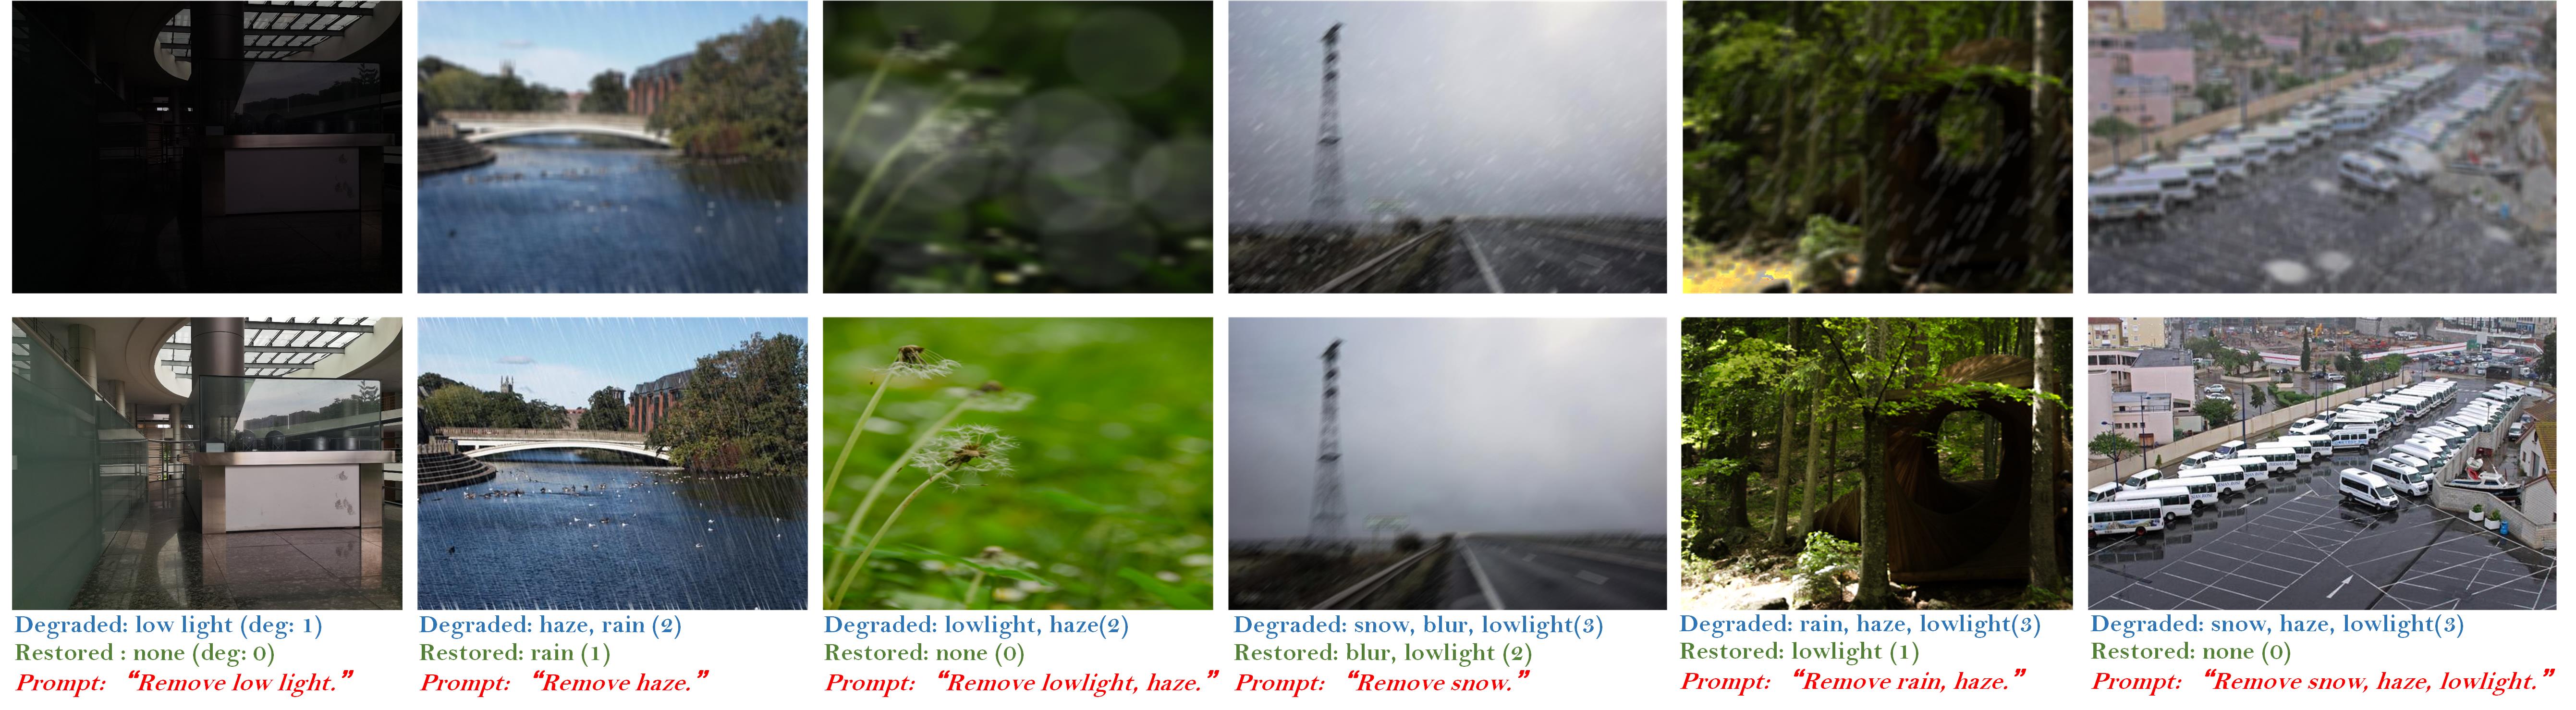 Degraded: low light (deg: 1)
Restored : none (deg: 0)
Prompt: “Remove low light.”
Degraded: haze, rain (2)
Restored: rain (1)
Prompt: “Remove haze.”
Degraded: lowlight, haze(2)
Restored: none (0)
Prompt: “Remove lowlight, haze.”
Degraded: snow, blur, lowlight(3)
Restored: blur, lowlight (2)
Prompt: “Remove snow.”
Degraded: rain, haze, lowlight(3)
Restored: lowlight (1)
Prompt: “Remove rain, haze.”
Degraded: snow, haze, lowlight(3)
Restored: none (0)
Prompt: “Remove snow, haze, lowlight.”